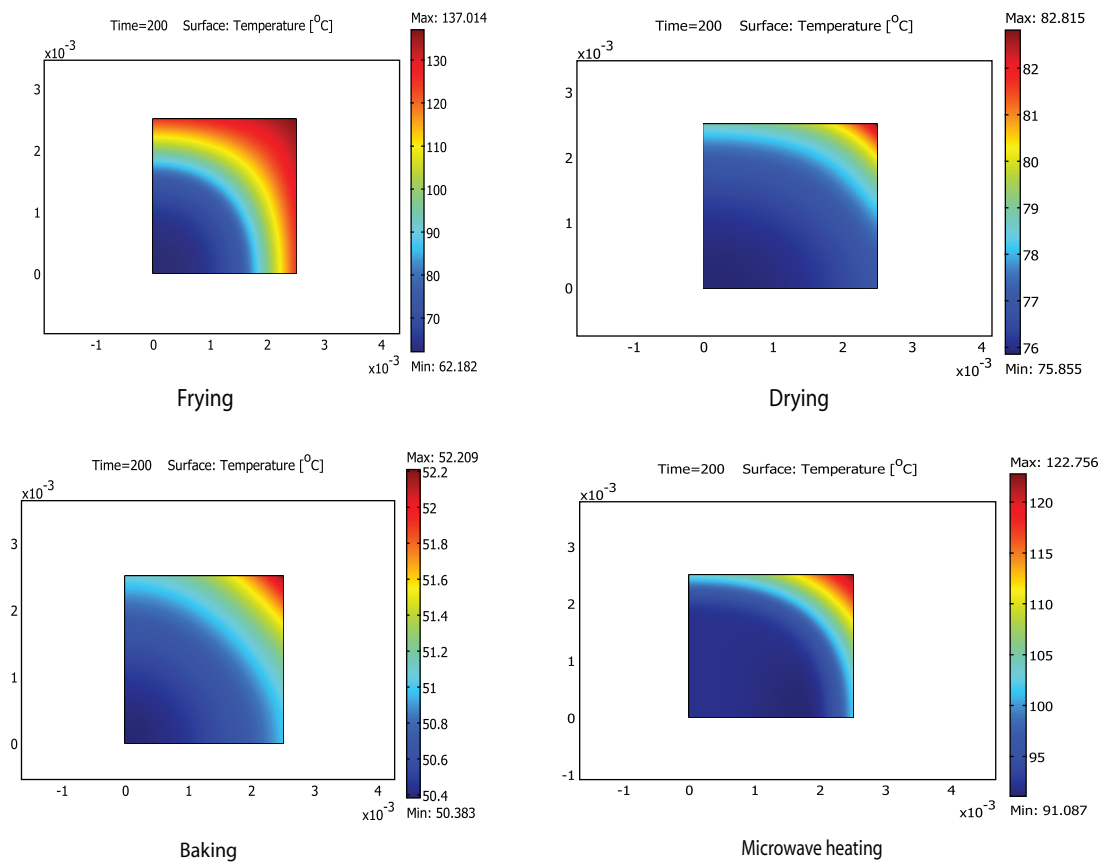 Time=200 Surface: Temperature [°C]
Max: 137.014
x10⁻³
3
2
1
0
-1 0 1 2 3 4
x10⁻³
130
120
110
100
90
80
70
Min: 62.182
Frying
Time=200 Surface: Temperature [°C]
Max: 82.815
x10⁻³
3
2
1
0
-1 0 1 2 3 4
x10⁻³
82
81
80
79
78
77
76
Min: 75.855
Drying
Time=200 Surface: Temperature [°C]
Max: 52.209
x10⁻³
3
2
1
0
-1 0 1 2 3 4
x10⁻³
52.2
52
51.8
51.6
51.4
51.2
51
50.8
50.6
50.4
Min: 50.383
Baking
Time=200 Surface: Temperature [°C]
Max: 122.756
x10⁻³
3
2
1
0
-1
-1 0 1 2 3 4
x10⁻³
120
115
110
105
100
95
Min: 91.087
Microwave heating